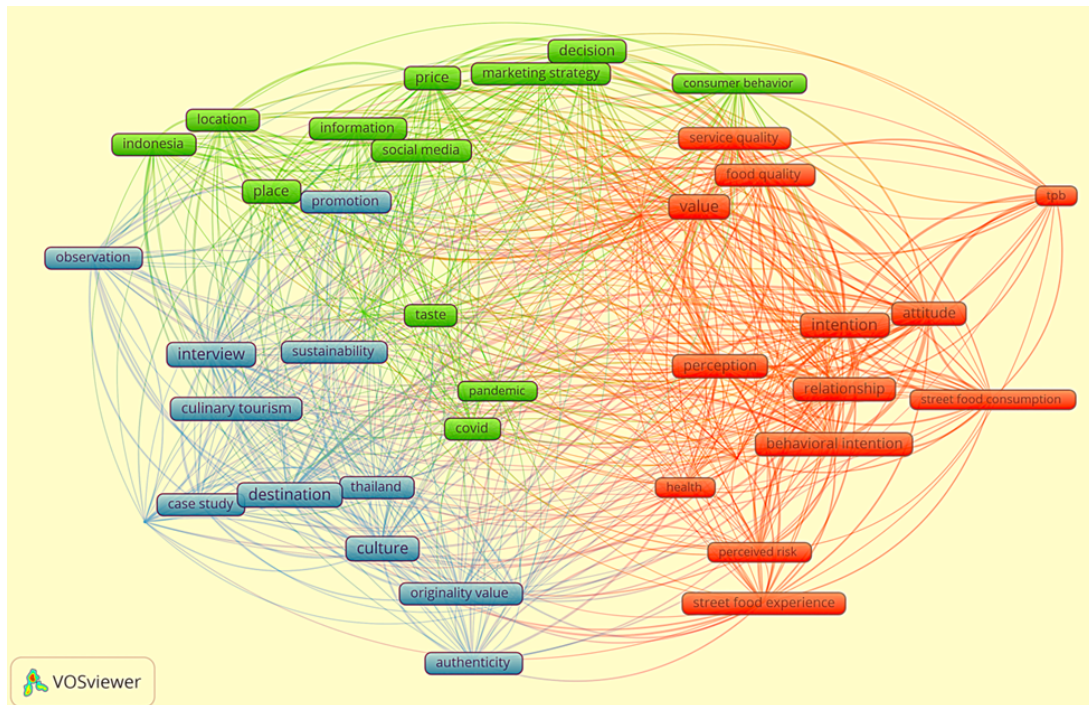 decision
marketing strategy
price
consumer behavior
location
information
service quality
indonesia
social media
food quality
place
promotion
value
tpb
observation
taste
attitude
intention
interview
sustainability
perception
relationship
pandemic
street food consumption
culinary tourism
covid
behavioral intention
thailand
health
destination
case study
culture
perceived risk
originality value
street food experience
authenticity
VOSviewer